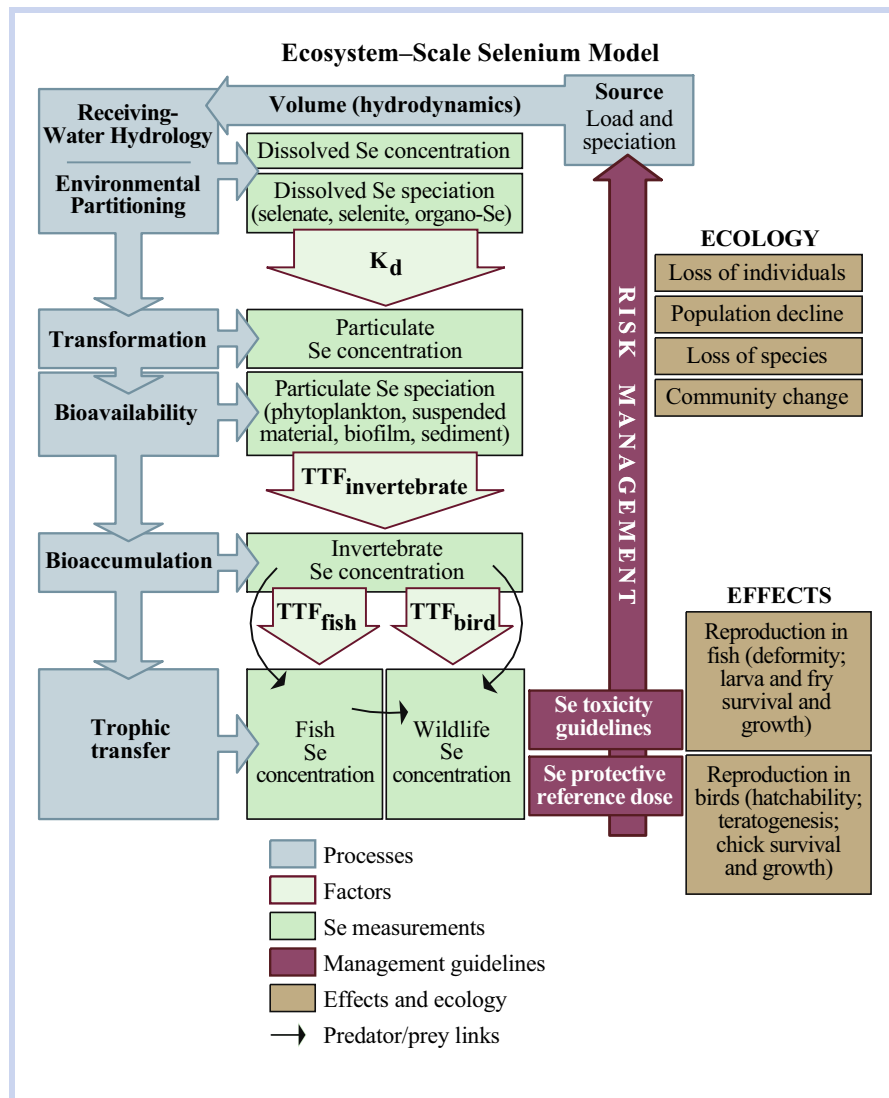 Ecosystem–Scale Selenium Model
Volume (hydrodynamics)
Source
Load and
speciation
Receiving-
Water Hydrology
Environmental
Partitioning
Dissolved Se concentration
Dissolved Se speciation
(selenate, selenite, organo-Se)
Kd
Transformation
Particulate
Se concentration
Bioavailability
Particulate Se speciation
(phytoplankton, suspended
material, biofilm, sediment)
TTFinvertebrate
Bioaccumulation
Invertebrate
Se concentration
TTFfish
TTFbird
Trophic
transfer
Fish
Se
concentration
Wildlife
Se
concentration
RISK MANAGEMENT
Se toxicity
guidelines
Se protective
reference dose
ECOLOGY
Loss of individuals
Population decline
Loss of species
Community change
EFFECTS
Reproduction in
fish (deformity;
larva and fry
survival and
growth)
Reproduction in
birds (hatchability;
teratogenesis;
chick survival
and growth)
Processes
Factors
Se measurements
Management guidelines
Effects and ecology
Predator/prey links